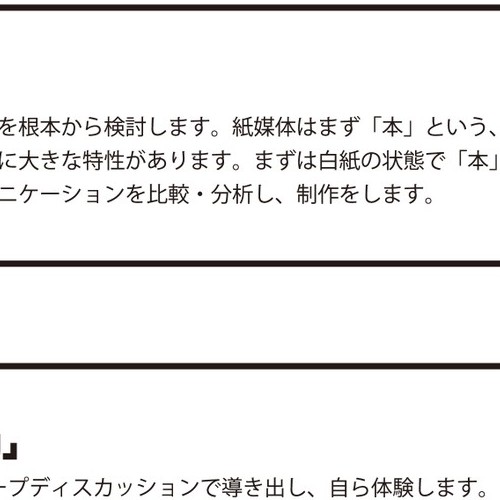 を根本から検討します。紙媒体はまず「本」という、
に大きな特性があります。まずは白紙の状態で「本」
ニケーションを比較・分析し、制作をします。
」
ープディスカッションで導き出し、自ら体験します。